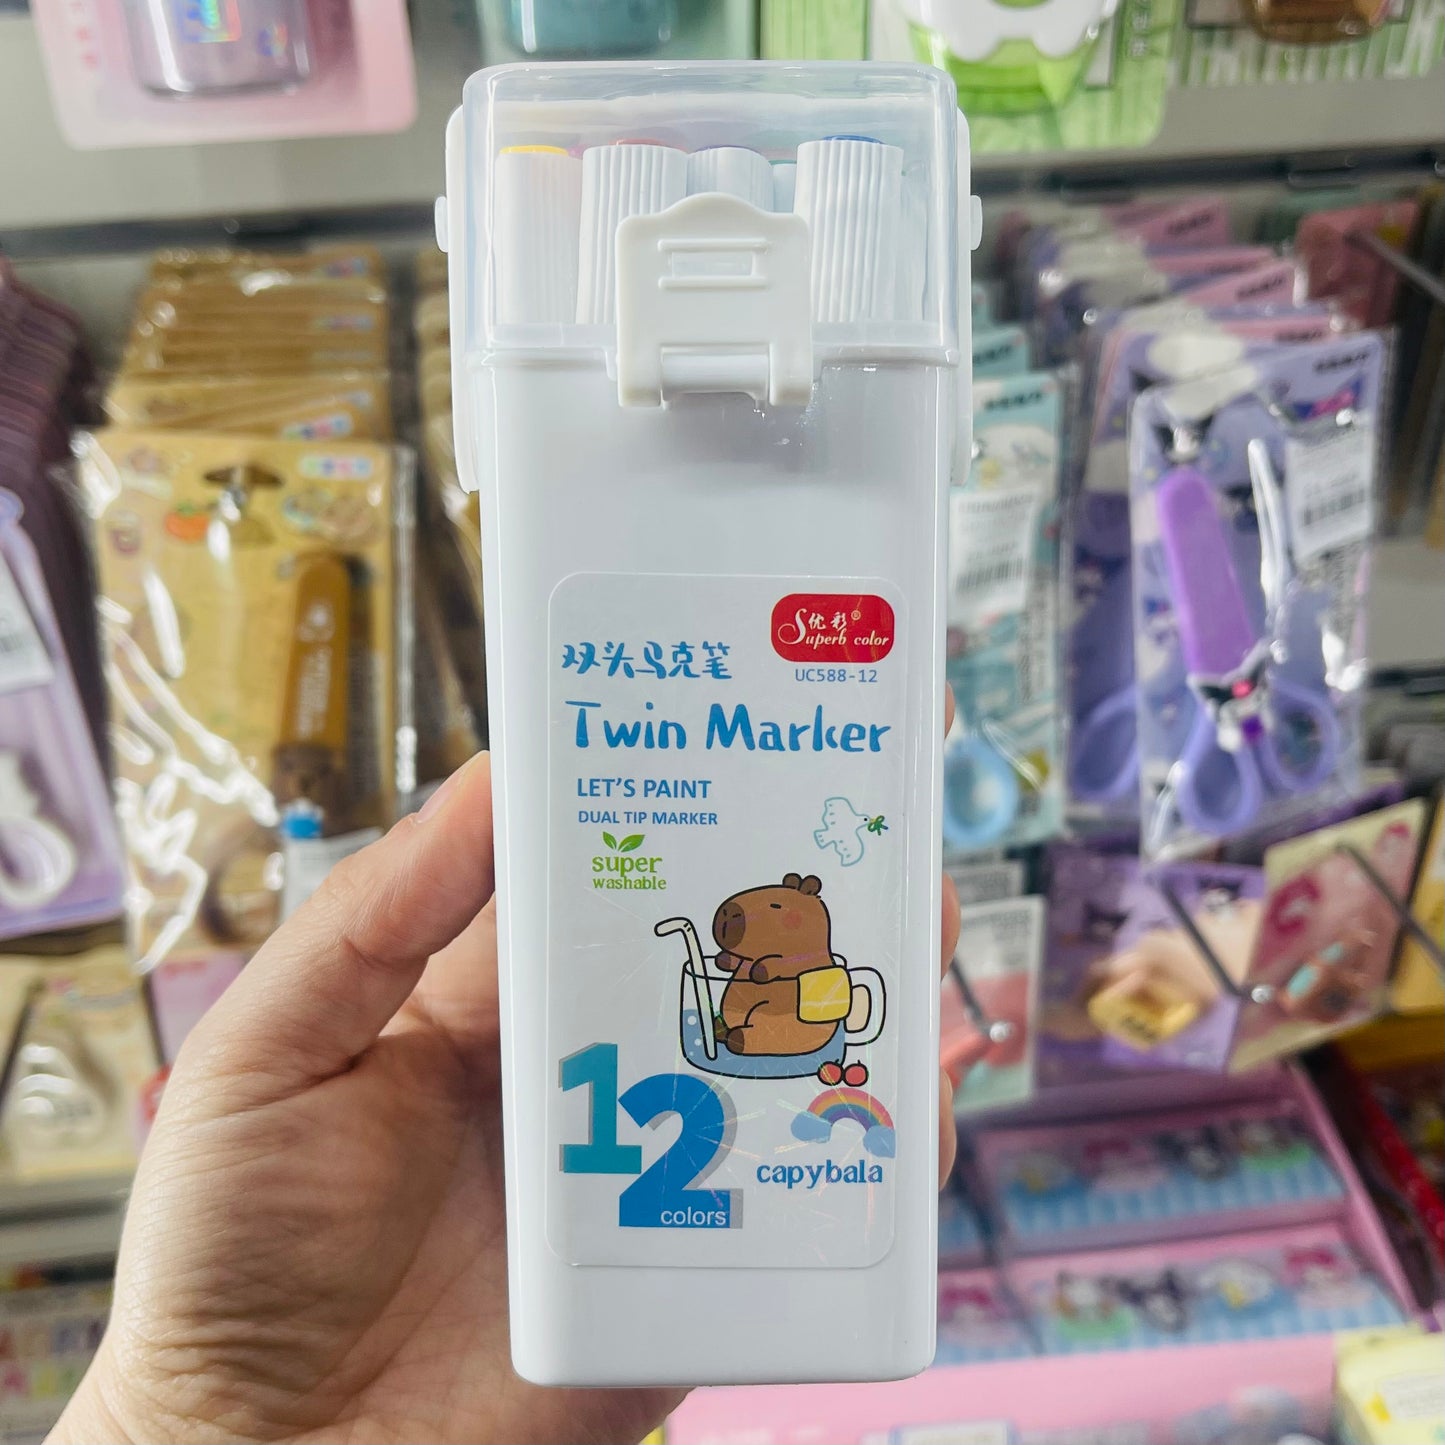 优彩®
Superb color
UC588-12
双头马克笔
Twin Marker
LET'S PAINT
DUAL TIP MARKER
super
washable
12
colors
capybala